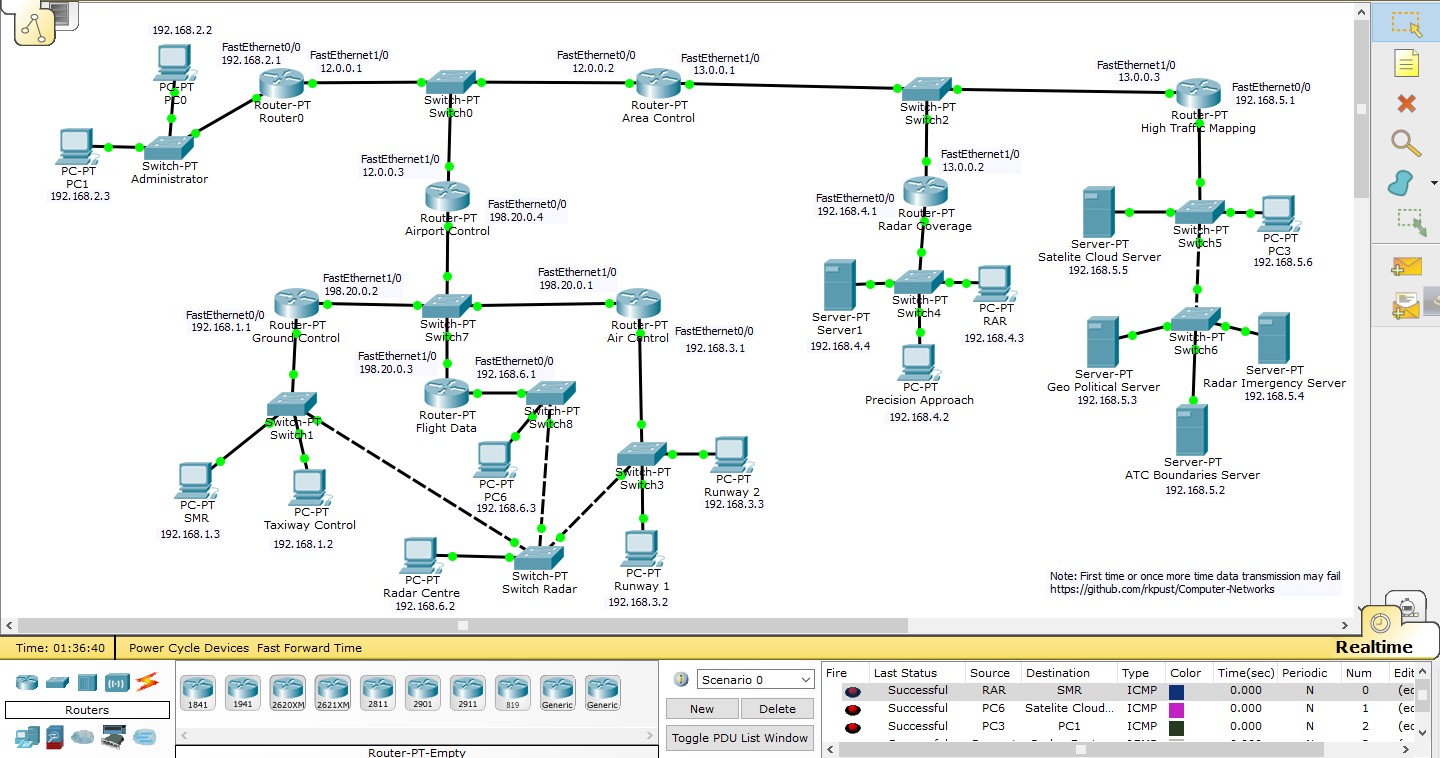 192.168.2.2
FastEthernet0/0
192.168.2.1
FastEthernet1/0
12.0.0.1
PC-PT
PC0
Router-PT
Router0
PC-PT
PC1
192.168.2.3
Switch-PT
Administrator
Switch-PT
Switch0
FastEthernet0/0
12.0.0.2
FastEthernet1/0
13.0.0.1
Router-PT
Area Control
Switch-PT
Switch2
FastEthernet1/0
13.0.0.3
FastEthernet0/0
192.168.5.1
Router-PT
High Traffic Mapping
FastEthernet1/0
12.0.0.3
FastEthernet0/0
198.20.0.4
Router-PT
Airport Control
FastEthernet1/0
13.0.0.2
FastEthernet0/0
192.168.4.1
Router-PT
Radar Coverage
Server-PT
Satelite Cloud Server
192.168.5.5
Switch-PT
Switch5
PC-PT
PC3
192.168.5.6
FastEthernet1/0
198.20.0.2
FastEthernet1/0
198.20.0.1
FastEthernet0/0
192.168.1.1
Router-PT
Ground Control
Switch-PT
Switch7
Router-PT
Air Control
FastEthernet0/0
192.168.3.1
Server-PT
Server1
192.168.4.4
Switch-PT
Switch4
PC-PT
RAR
192.168.4.3
Switch-PT
Switch6
FastEthernet1/0
198.20.0.3
FastEthernet0/0
192.168.6.1
Router-PT
Flight Data
Switch-PT
Switch8
PC-PT
Precision Approach
192.168.4.2
Server-PT
Geo Political Server
192.168.5.3
Server-PT
Radar Imergency Server
192.168.5.4
Switch-PT
Switch1
PC-PT
PC6
192.168.6.3
Switch-PT
Switch3
PC-PT
Runway 2
192.168.3.3
Server-PT
ATC Boundaries Server
192.168.5.2
PC-PT
SMR
192.168.1.3
PC-PT
Taxiway Control
192.168.1.2
PC-PT
Radar Centre
192.168.6.2
Switch-PT
Switch Radar
PC-PT
Runway 1
192.168.3.2
Note: First time or once more time data transmission may fail
https://github.com/rkpust/Computer-Networks
Time: 01:36:40 Power Cycle Devices Fast Forward Time
Realtime
Routers
1841 1941 2620XM 2621XM 2811 2901 2911 819 Generic Generic
Router-PT-Empty
Scenario 0
New Delete
Toggle PDU List Window
Fire Last Status Source Destination Type Color Time(sec) Periodic Num Edit
Successful RAR SMR ICMP 0.000 N 0 (ec
Successful PC6 Satelite Cloud... ICMP 0.000 N 1 (ec
Successful PC3 PC1 ICMP 0.000 N 2 (ec